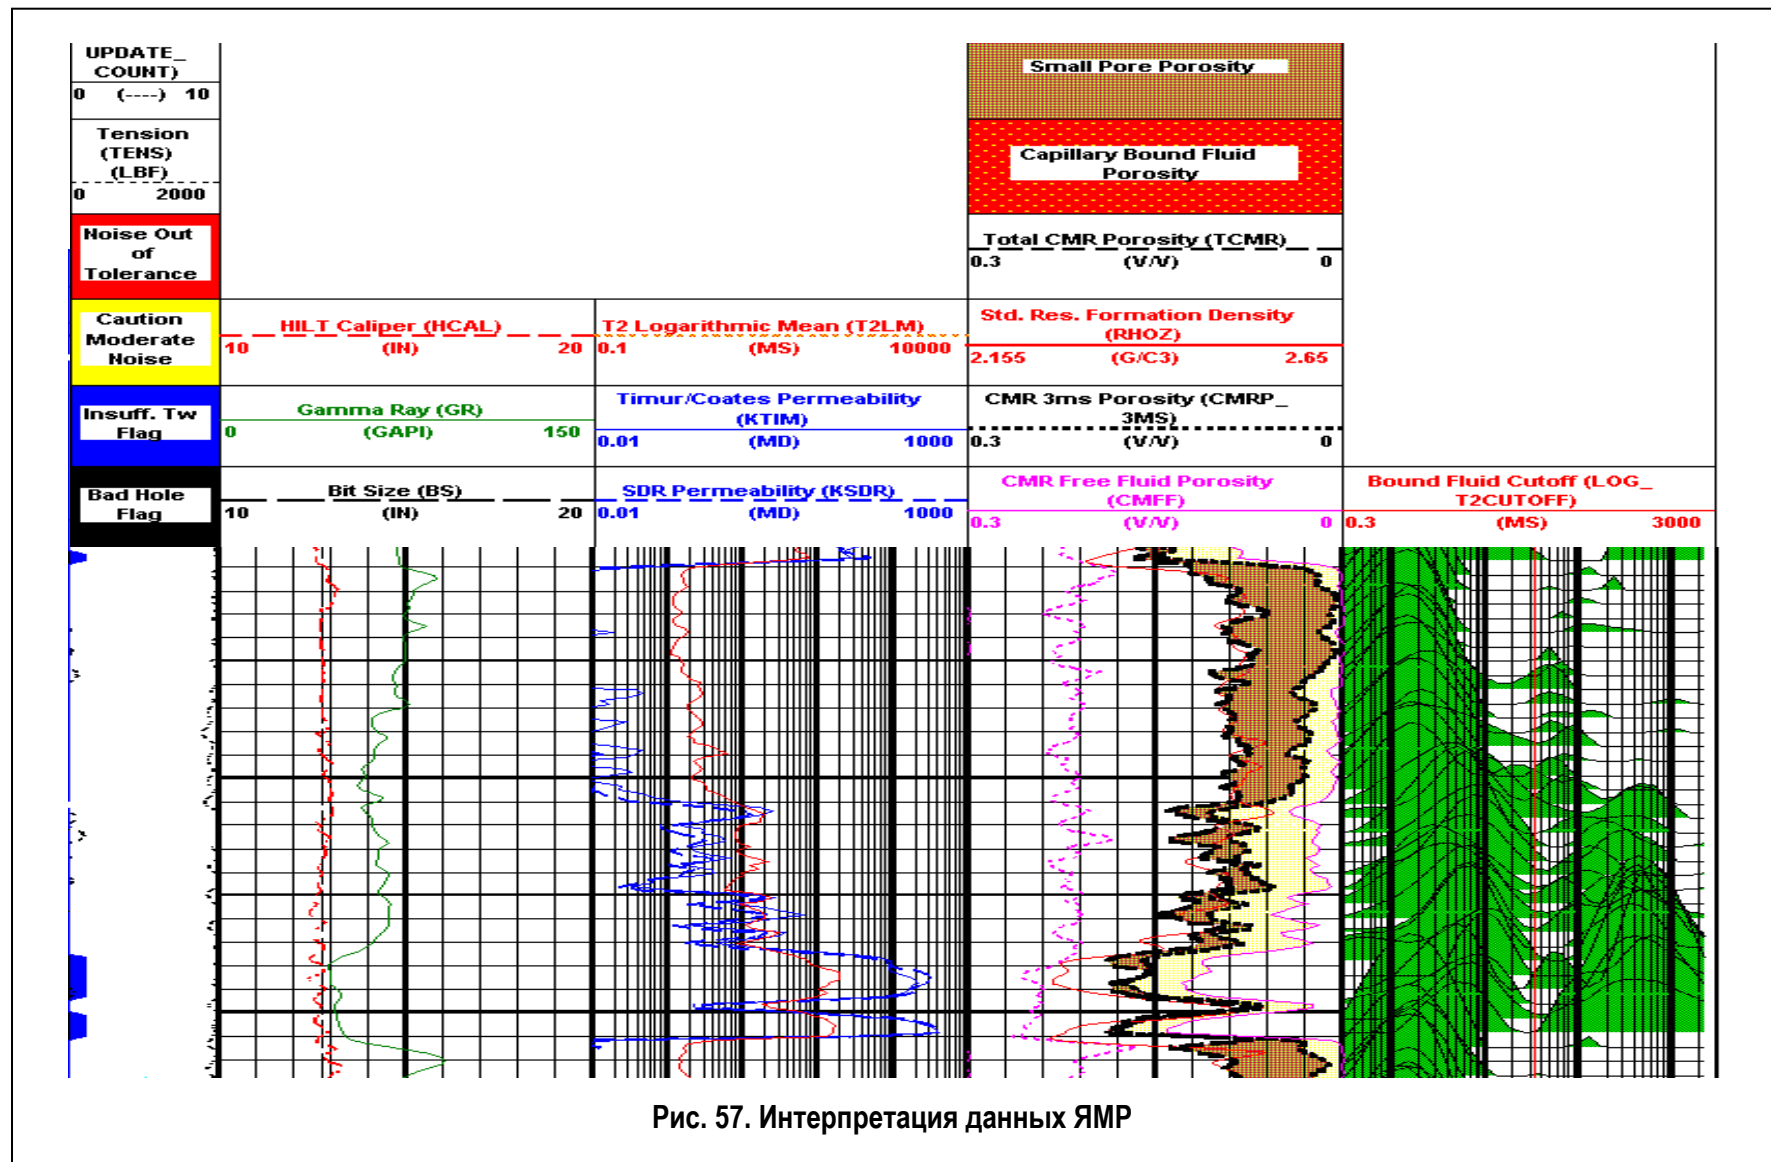 UPDATE_
COUNT)
0 (----) 10
Tension
(TENS)
(LBF)
0 2000
Noise Out
of
Tolerance
Caution
Moderate
Noise
Insuff. Tw
Flag
Bad Hole
Flag
HILT Caliper (HCAL)
10 (IN) 20
Gamma Ray (GR)
0 (GAPI) 150
Bit Size (BS)
10 (IN) 20
T2 Logarithmic Mean (T2LM)
0.1 (MS) 10000
Timur/Coates Permeability
(KTIM)
0.01 (MD) 1000
SDR Permeability (KSDR)
0.01 (MD) 1000
Small Pore Porosity
Capillary Bound Fluid
Porosity
Total CMR Porosity (TCMR)
0.3 (V/V) 0
Std. Res. Formation Density
(RHOZ)
2.155 (G/C3) 2.65
CMR 3ms Porosity (CMRP_
3MS)
0.3 (V/V) 0
CMR Free Fluid Porosity
(CMFF)
0.3 (V/V) 0
Bound Fluid Cutoff (LOG_
T2CUTOFF)
0.3 (MS) 3000
Рис. 57. Интерпретация данных ЯМР